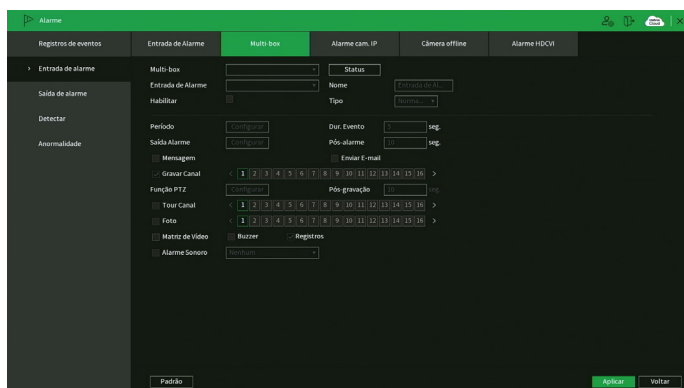 Alarme
Registros de eventos Entrada de Alarme Multi-box Alarme cam. IP Câmera offline Alarme HDCVI
Entrada de alarme
Saída de alarme
Detectar
Anormalidade
Multi-box Status
Entrada de Alarme Nome Entrada de Al...
Habilitar Tipo Norma...
Período Configurar Dur. Evento 5 seg.
Saída Alarme Configurar Pós-alarme 10 seg.
Mensagem Enviar E-mail
Gravar Canal < 1 2 3 4 5 6 7 8 9 10 11 12 13 14 15 16 >
Função PTZ Configurar Pós-gravação 10 seg.
Tour Canal < 1 2 3 4 5 6 7 8 9 10 11 12 13 14 15 16 >
Foto < 1 2 3 4 5 6 7 8 9 10 11 12 13 14 15 16 >
Matriz de Vídeo Buzzer Registros
Alarme Sonoro Nenhum
Padrão Aplicar Voltar